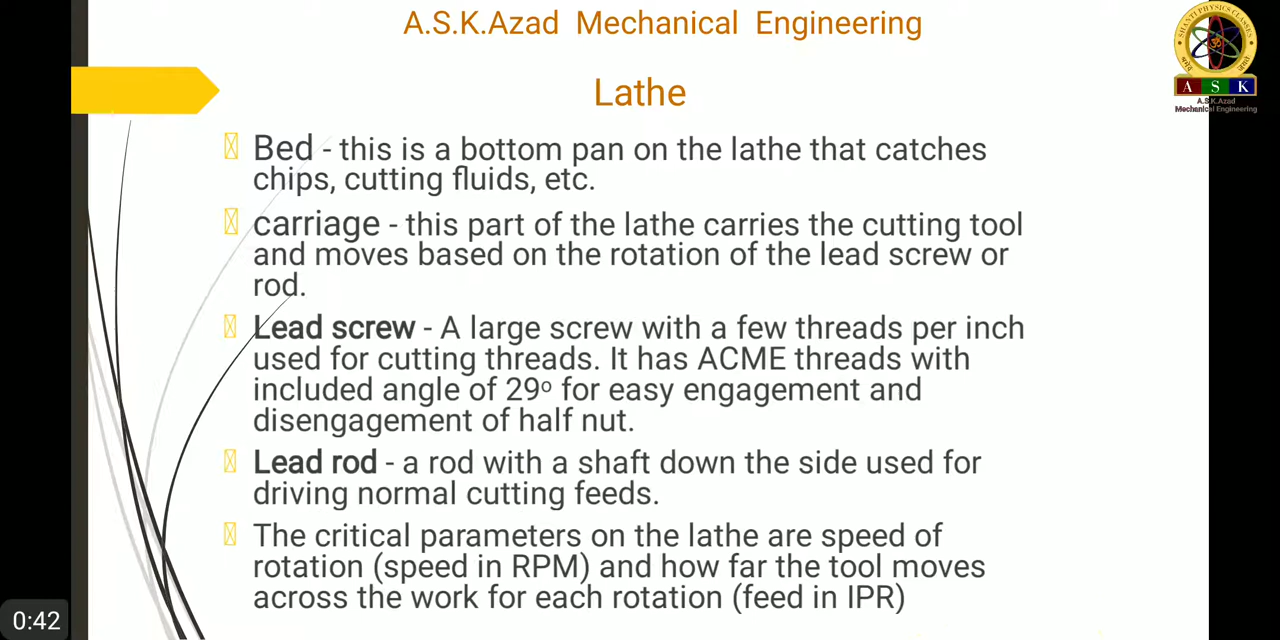 A.S.K.Azad Mechanical Engineering
SHANTI PHYSICS CLASSES
A S K
A.S.K.Azad
Mechanical Engineering
Lathe
Bed - this is a bottom pan on the lathe that catches
chips, cutting fluids, etc.
carriage - this part of the lathe carries the cutting tool
and moves based on the rotation of the lead screw or
rod.
Lead screw - A large screw with a few threads per inch
used for cutting threads. It has ACME threads with
included angle of 29º for easy engagement and
disengagement of half nut.
Lead rod - a rod with a shaft down the side used for
driving normal cutting feeds.
The critical parameters on the lathe are speed of
rotation (speed in RPM) and how far the tool moves
across the work for each rotation (feed in IPR)
0:42